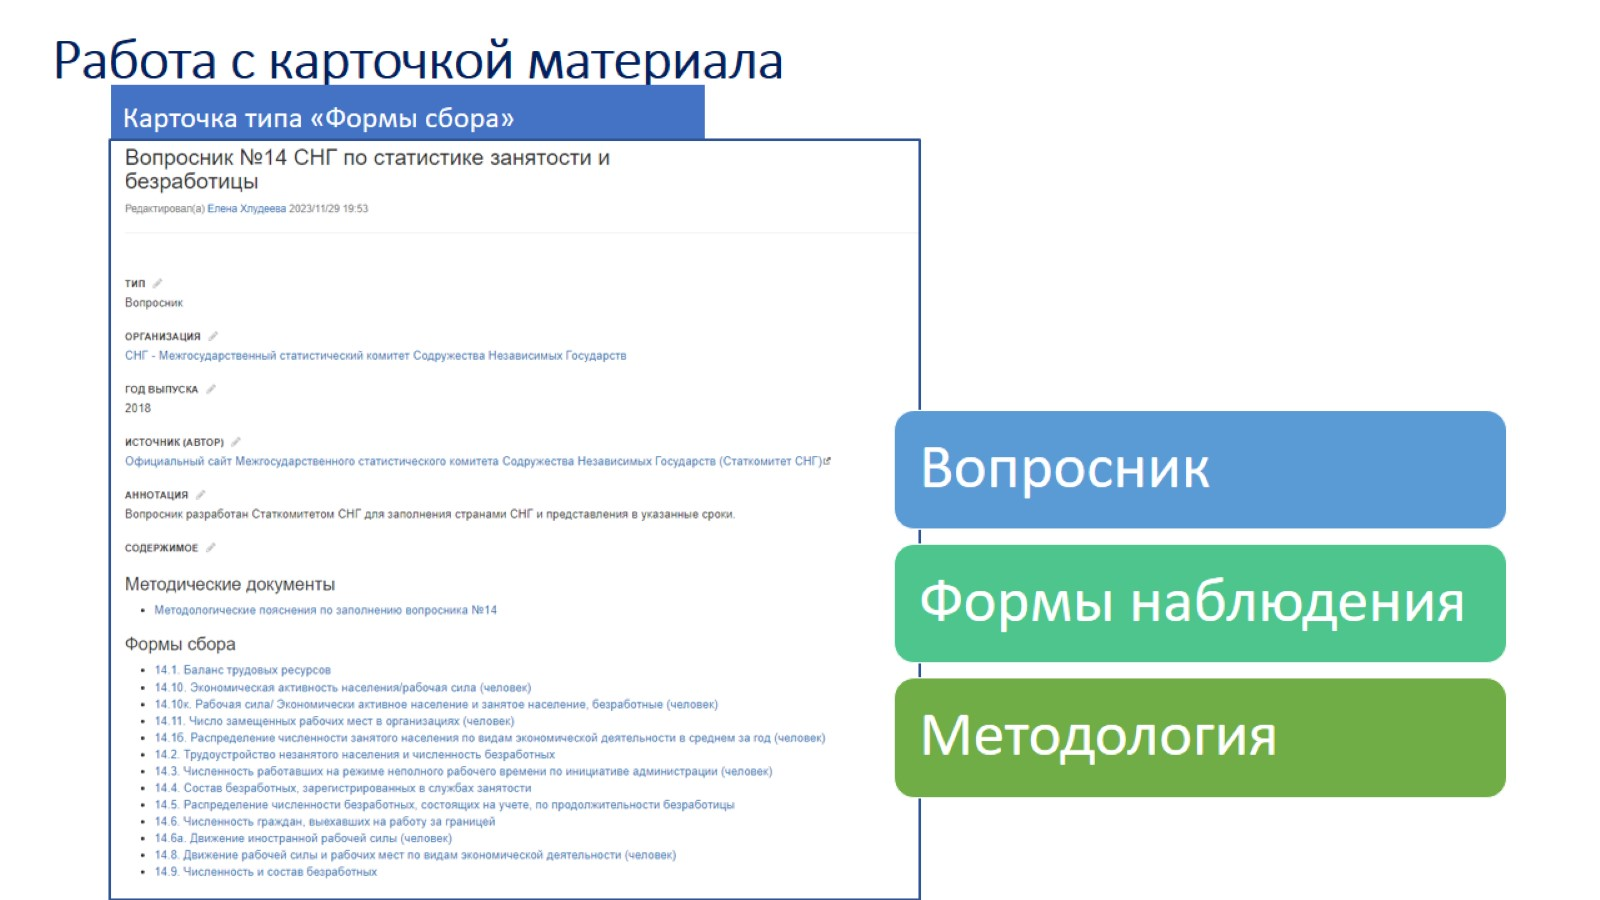 Работа с карточкой материала
Карточка типа «Формы сбора»
Вопросник №14 СНГ по статистике занятости и
безработицы
Редактировал(а) Елена Хлудеева 2023/11/29 19:53
ТИП
Вопросник
ОРГАНИЗАЦИЯ
СНГ - Межгосударственный статистический комитет Содружества Независимых Государств
ГОД ВЫПУСКА
2018
ИСТОЧНИК (АВТОР)
Официальный сайт Межгосударственного статистического комитета Содружества Независимых Государств (Статкомитет СНГ)
АННОТАЦИЯ
Вопросник разработан Статкомитетом СНГ для заполнения странами СНГ и представления в указанные сроки.
СОДЕРЖИМОЕ
Методические документы
• Методологические пояснения по заполнению вопросника №14
Формы сбора
• 14.1. Баланс трудовых ресурсов
• 14.10. Экономическая активность населения/рабочая сила (человек)
• 14.10к. Рабочая сила/ Экономически активное население и занятое население, безработные (человек)
• 14.11. Число замещенных рабочих мест в организациях (человек)
• 14.1б. Распределение численности занятого населения по видам экономической деятельности в среднем за год (человек)
• 14.2. Трудоустройство незанятого населения и численность безработных
• 14.3. Численность работавших на режиме неполного рабочего времени по инициативе администрации (человек)
• 14.4. Состав безработных, зарегистрированных в службах занятости
• 14.5. Распределение численности безработных, состоящих на учете, по продолжительности безработицы
• 14.6. Численность граждан, выехавших на работу за границей
• 14.6а. Движение иностранной рабочей силы (человек)
• 14.8. Движение рабочей силы и рабочих мест по видам экономической деятельности (человек)
• 14.9. Численность и состав безработных
Вопросник
Формы наблюдения
Методология